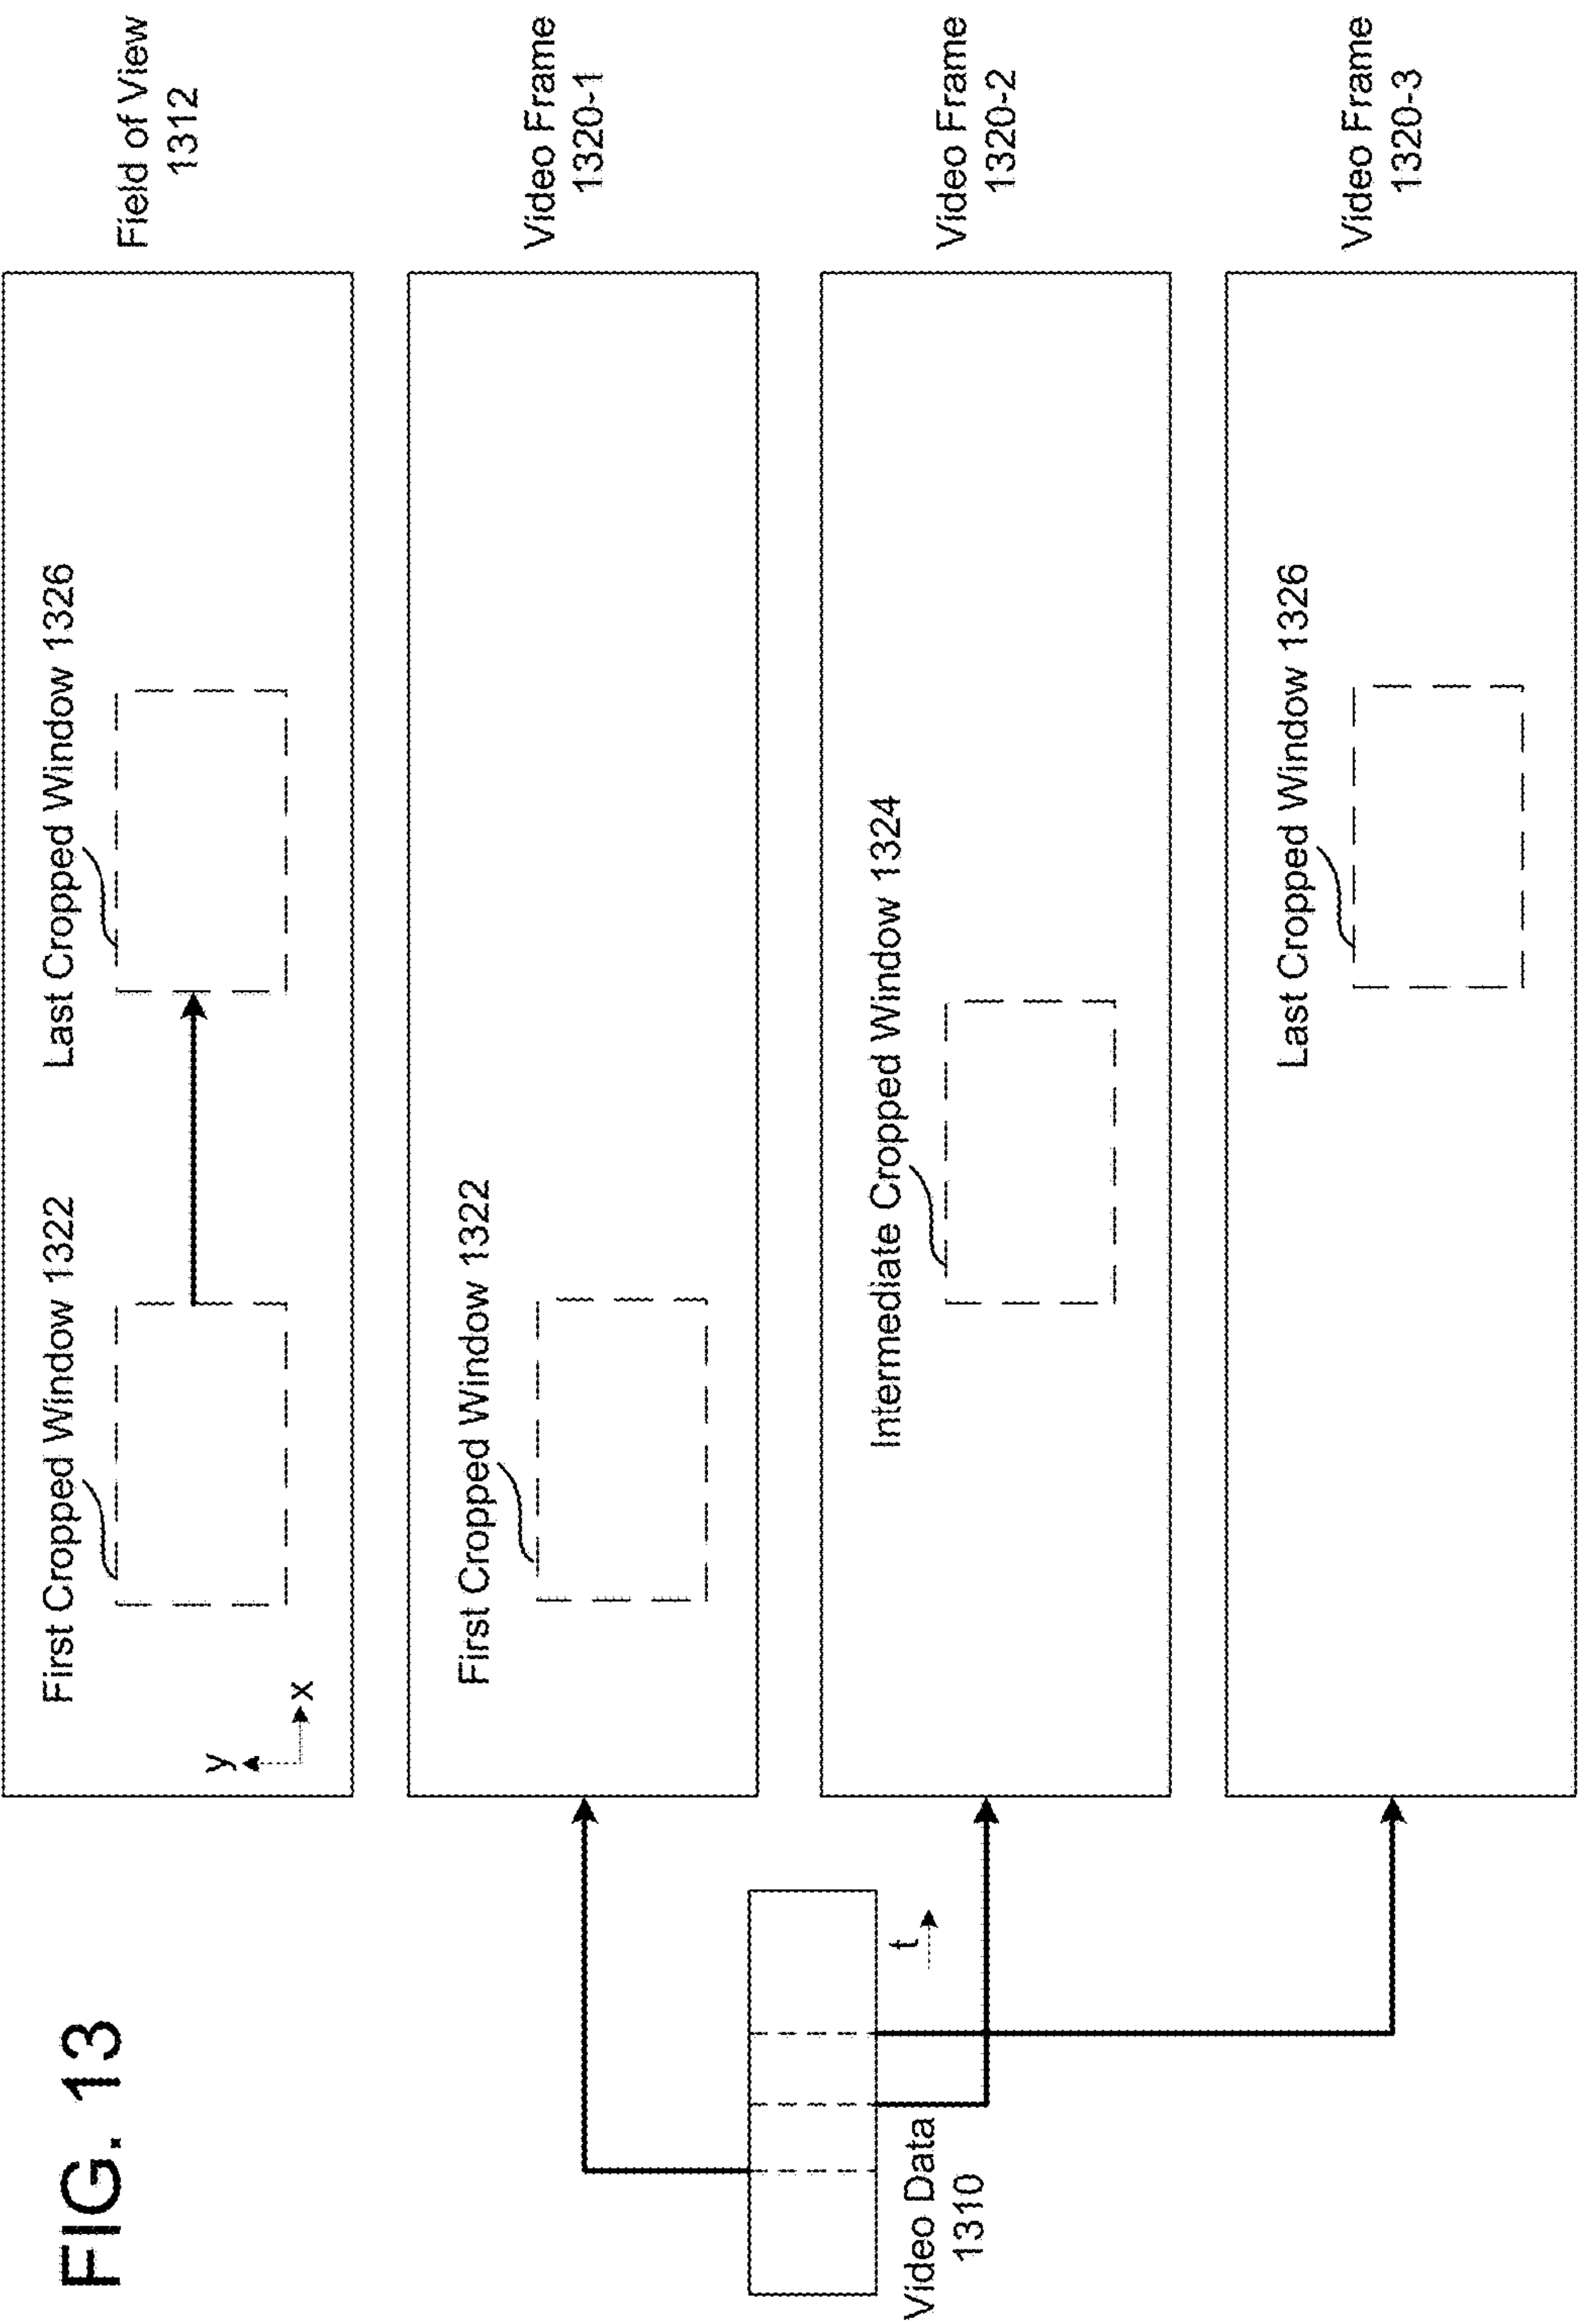 FIG. 13
First Cropped Window 1322
Last Cropped Window 1326
y
x
Field of View
1312
First Cropped Window 1322
Video Frame
1320-1
Video Data
1310
t
Intermediate Cropped Window 1324
Video Frame
1320-2
Last Cropped Window 1326
Video Frame
1320-3